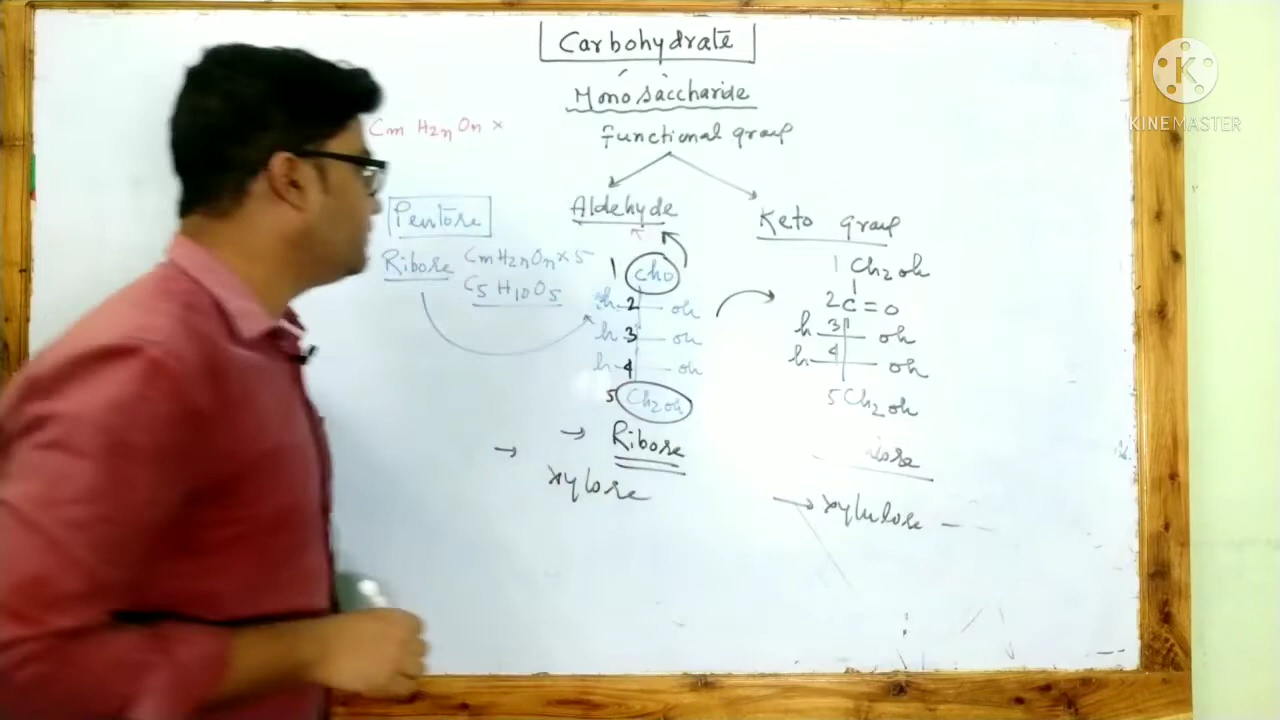 Carbohydrate
Monosaccharide
functional group
Cm H2n On ×
Aldehyde
Keto group
Pentose
Ribose CmH2nOn×5
C5 H10 O5
1 cho
h 2 oh
h 3 oh
h 4 oh
5 Ch2oh
→ → Ribose
xylose
1 Ch2oh
2 C = O
h 3 oh
h 4 oh
5 Ch2oh
→ xylulose
K
KINEMASTER